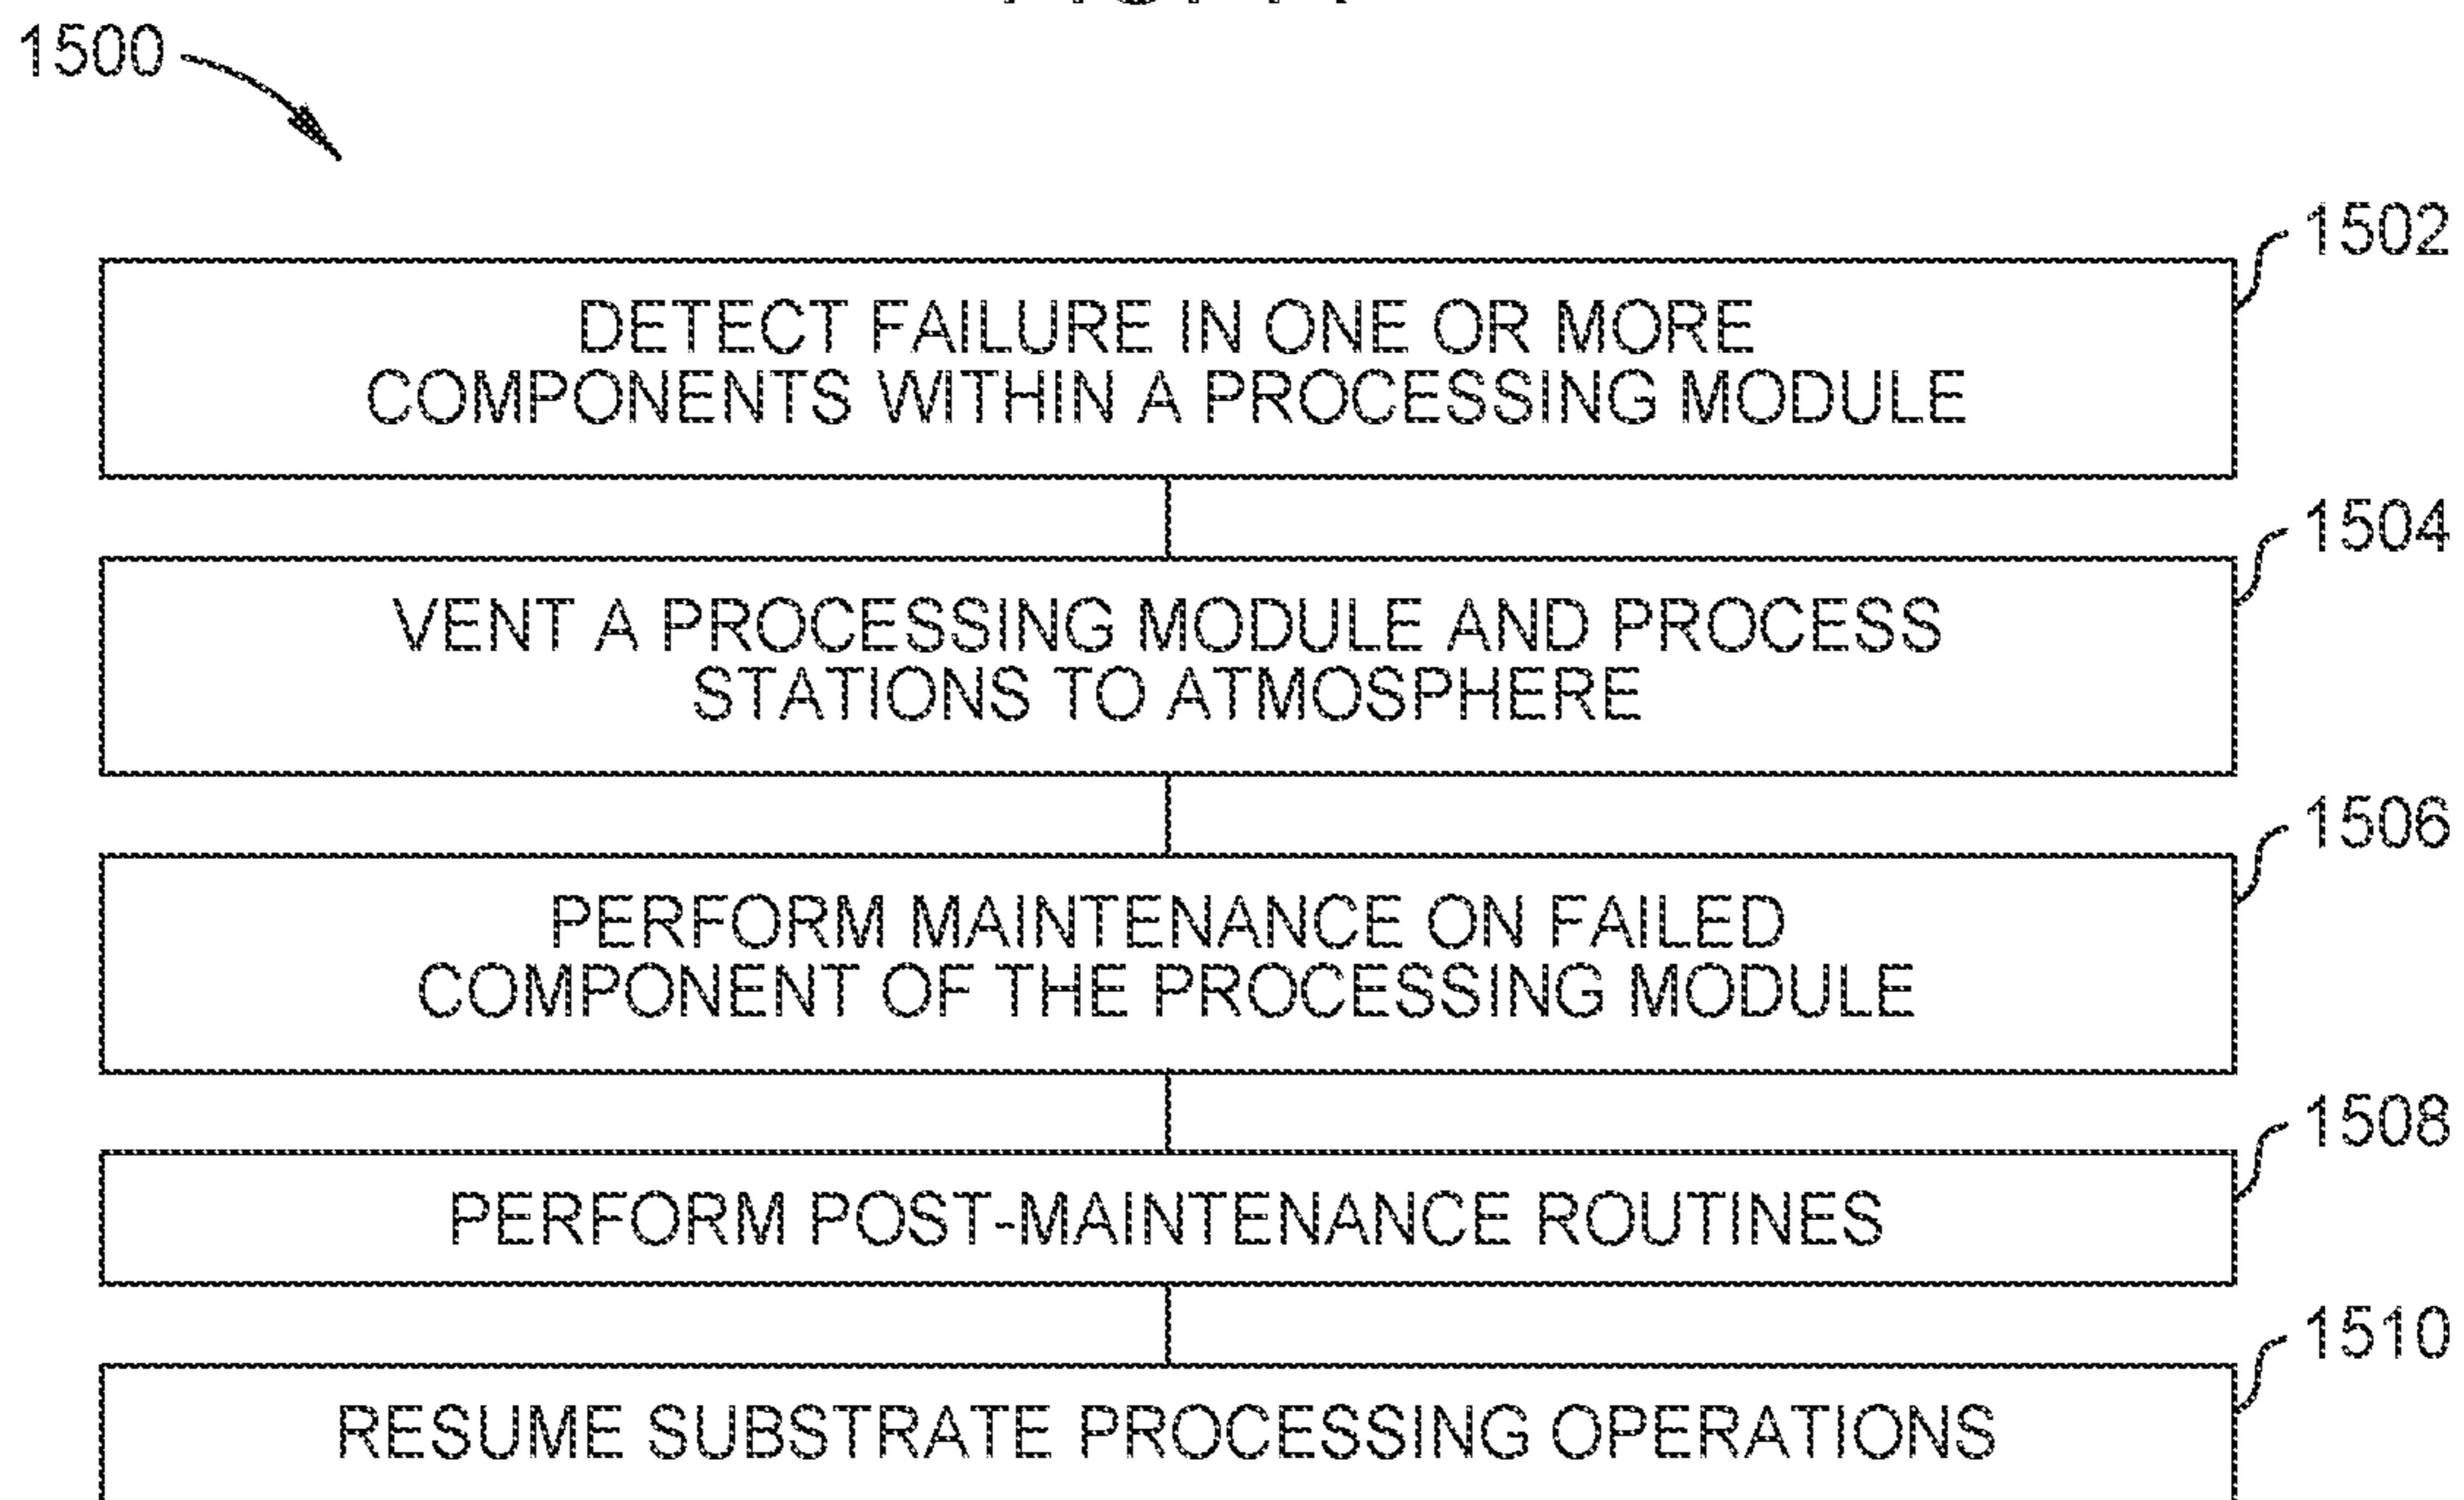 1500
1502
DETECT FAILURE IN ONE OR MORE
COMPONENTS WITHIN A PROCESSING MODULE
1504
VENT A PROCESSING MODULE AND PROCESS
STATIONS TO ATMOSPHERE
1506
PERFORM MAINTENANCE ON FAILED
COMPONENT OF THE PROCESSING MODULE
1508
PERFORM POST-MAINTENANCE ROUTINES
1510
RESUME SUBSTRATE PROCESSING OPERATIONS